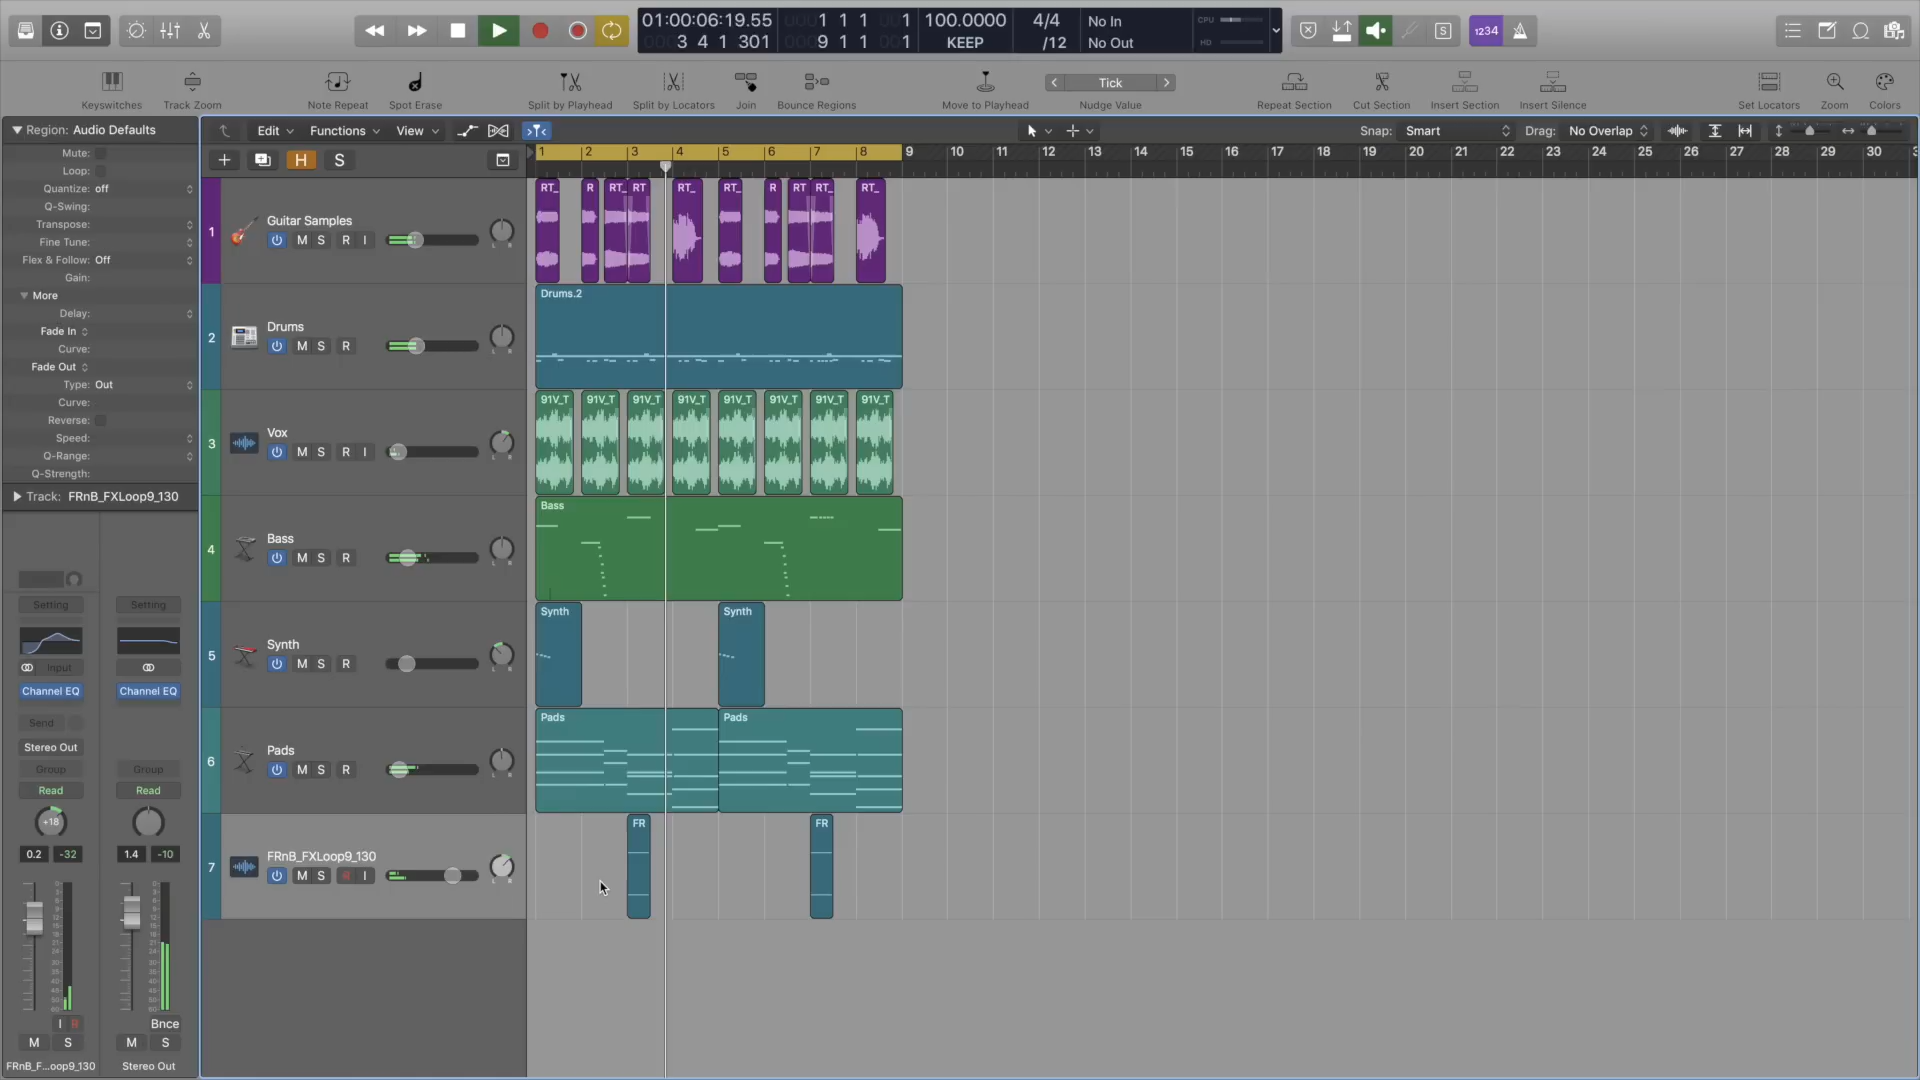 01:00:06:19.55
3 4 1 301
1 1 1 1
9 1 1 1
100.0000
KEEP
4/4
/12
No In
No Out
CPU
HD
S
1234
Keyswitches
Track Zoom
Note Repeat
Spot Erase
Split by Playhead
Split by Locators
Join
Bounce Regions
Move to Playhead
Tick
Nudge Value
Repeat Section
Cut Section
Insert Section
Insert Silence
Set Locators
Zoom
Colors
Region: Audio Defaults
Mute:
Loop:
Quantize: off
Q-Swing:
Transpose:
Fine Tune:
Flex & Follow: Off
Gain:
More
Delay:
Fade In
Curve:
Fade Out
Type: Out
Curve:
Reverse:
Speed:
Q-Range:
Q-Strength:
Track: FRnB_FXLoop9_130
Setting Setting
Input
Channel EQ Channel EQ
Send
Stereo Out
Group Group
Read Read
+18
0.2 -32 1.4 -10
I R Bnce
M S M S
FRnB_F...oop9_130 Stereo Out
Edit Functions View
Snap: Smart Drag: No Overlap
H S
1 2 3 4 5 6 7 8 9 10 11 12 13 14 15 16 17 18 19 20 21 22 23 24 25 26 27 28 29 30
1 Guitar Samples
M S R I
L R
RT_ R RT_ RT RT_ RT_ R RT RT_ RT_
2 Drums
M S R
L R
Drums.2
3 Vox
M S R I
L R
91V_T 91V_T 91V_T 91V_T 91V_T 91V_T 91V_T 91V_T
4 Bass
M S R
L R
Bass
5 Synth
M S R
L R
Synth Synth
6 Pads
M S R
L R
Pads Pads
7 FRnB_FXLoop9_130
M S R I
L R
FR FR